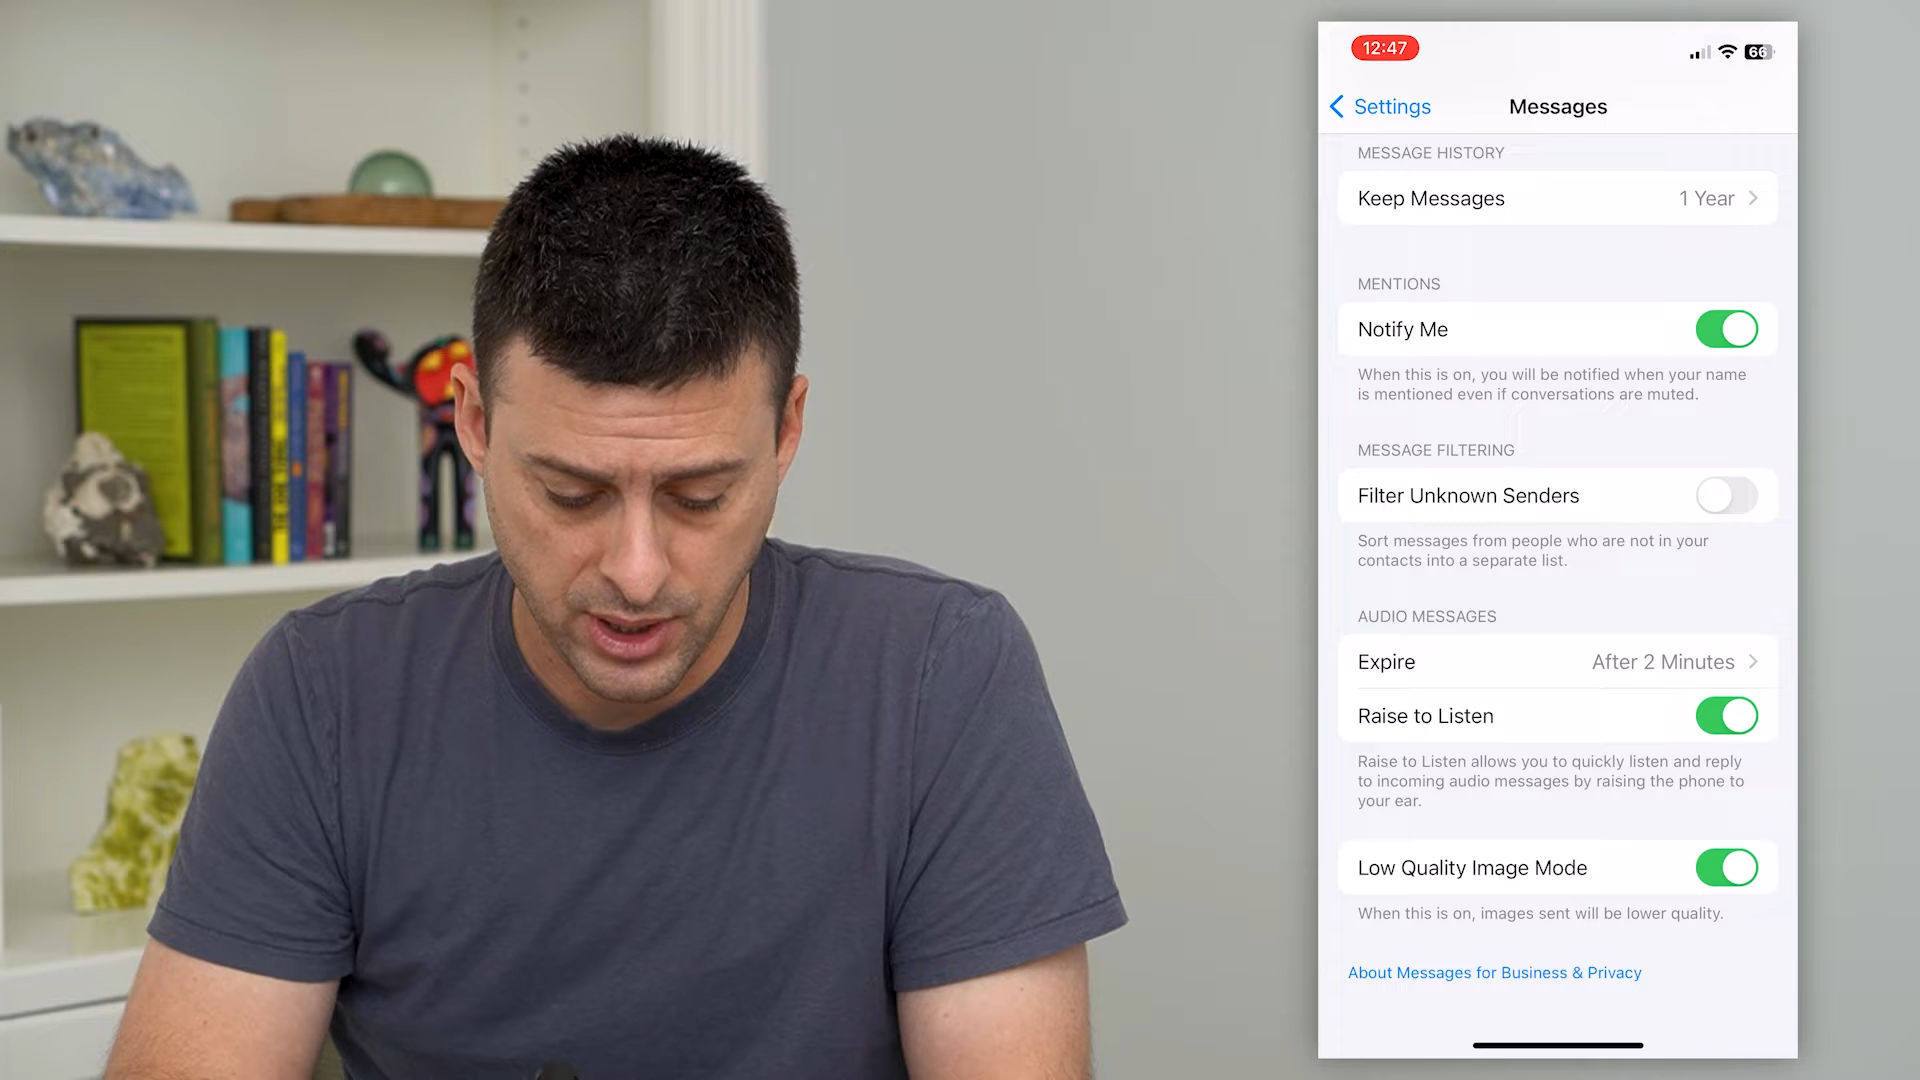 12:47
66
Settings
Messages
MESSAGE HISTORY
Keep Messages
1 Year
MENTIONS
Notify Me
When this is on, you will be notified when your name
is mentioned even if conversations are muted.
MESSAGE FILTERING
Filter Unknown Senders
Sort messages from people who are not in your
contacts into a separate list.
AUDIO MESSAGES
Expire
After 2 Minutes
Raise to Listen
Raise to Listen allows you to quickly listen and reply
to incoming audio messages by raising the phone to
your ear.
Low Quality Image Mode
When this is on, images sent will be lower quality.
About Messages for Business & Privacy